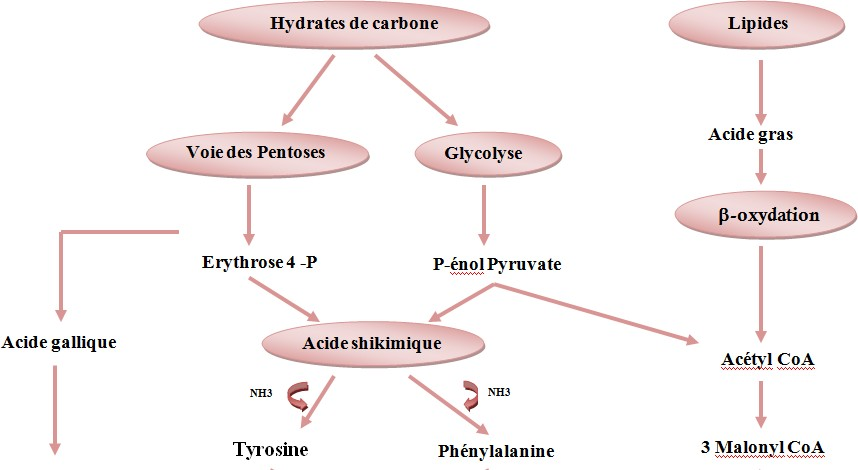 Hydrates de carbone
Lipides
Acide gras
Voie des Pentoses
Glycolyse
β-oxydation
Erythrose 4 -P
P-énol Pyruvate
Acide gallique
Acide shikimique
Acétyl CoA
NH3
NH3
Tyrosine
Phénylalanine
3 Malonyl CoA